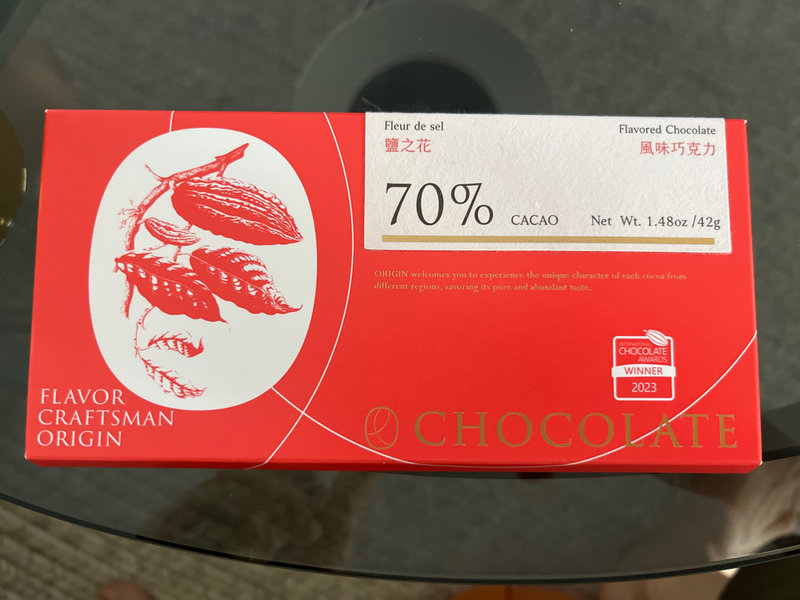 Fleur de sel
鹽之花
Flavored Chocolate
風味巧克力
70% CACAO Net Wt. 1.48oz /42g
ORIGIN welcomes you to experience the unique character of each cocoa from
different regions, savoring its pure and abundant taste.
INTERNATIONAL
CHOCOLATE
AWARDS
WINNER
2023
FLAVOR
CRAFTSMAN
ORIGIN
CHOCOLATE